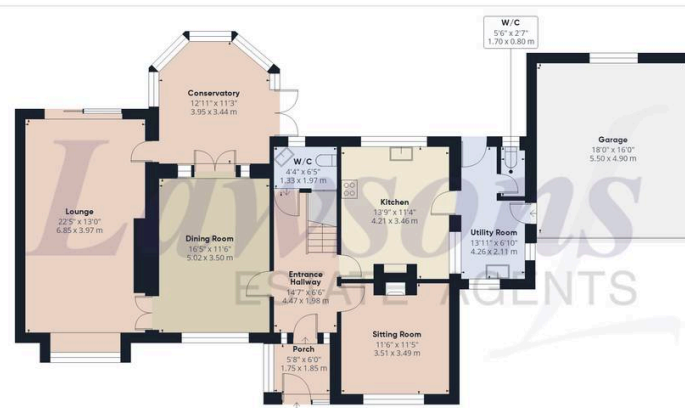 W/C
5'6" x 2'7"
1.70 x 0.80 m
Conservatory
12'11" x 11'3"
3.95 x 3.44 m
Garage
18'0" x 16'0"
5.50 x 4.90 m
W/C
4'4" x 6'5"
1.33 x 1.97 m
Kitchen
13'9" x 11'4"
4.21 x 3.46 m
Lounge
22'5" x 13'0"
6.85 x 3.97 m
Dining Room
16'5" x 11'6"
5.02 x 3.50 m
Utility Room
13'11" x 6'10"
4.26 x 2.11 m
Entrance
Hallway
14'7" x 6'6"
4.47 x 1.98 m
Sitting Room
11'6" x 11'5"
3.51 x 3.49 m
Porch
5'8" x 6'0"
1.75 x 1.85 m
Lawsons
ESTATE AGENTS